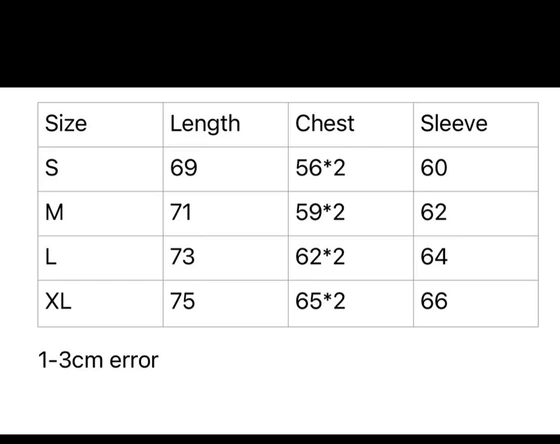 Size Length Chest Sleeve
S 69 56*2 60
M 71 59*2 62
L 73 62*2 64
XL 75 65*2 66
1-3cm error